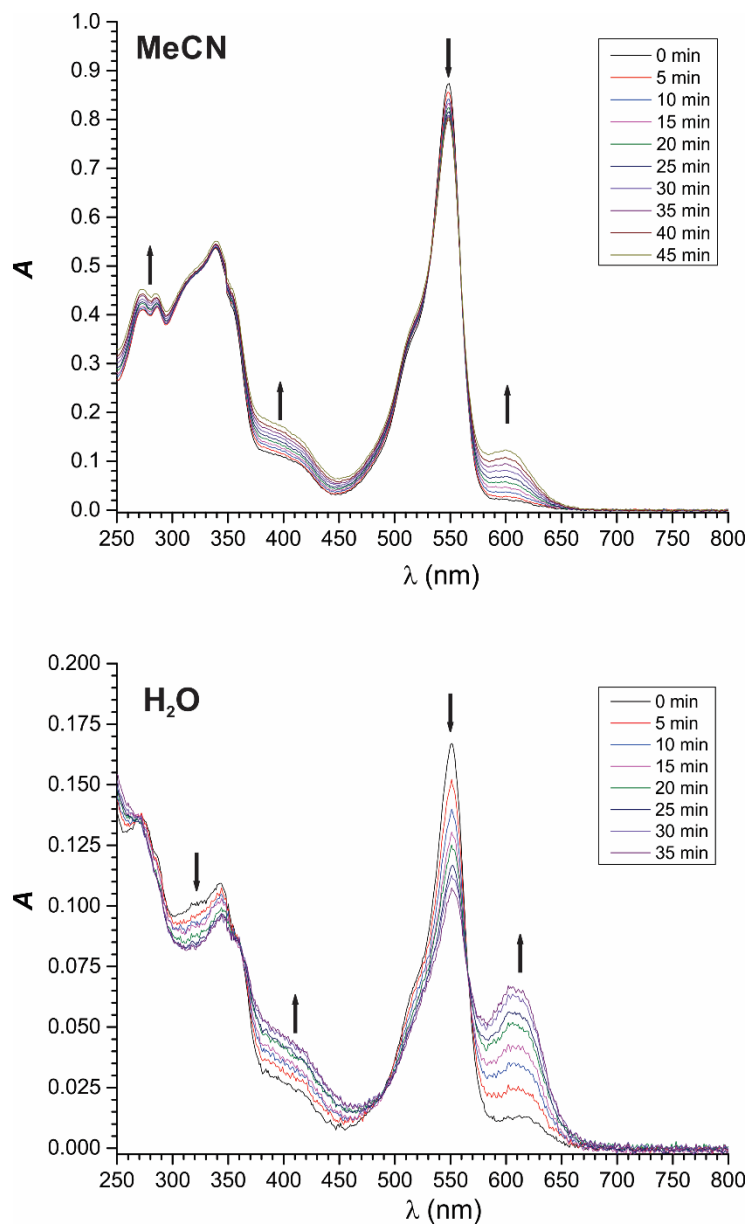 MeCN
1.0
0.9
0.8
0.7
0.6
0.5
0.4
0.3
0.2
0.1
0.0
A
0 min
5 min
10 min
15 min
20 min
25 min
30 min
35 min
40 min
45 min
250 300 350 400 450 500 550 600 650 700 750 800
λ (nm)
H₂O
0.200
0.175
0.150
0.125
0.100
0.075
0.050
0.025
0.000
A
0 min
5 min
10 min
15 min
20 min
25 min
30 min
35 min
250 300 350 400 450 500 550 600 650 700 750 800
λ (nm)